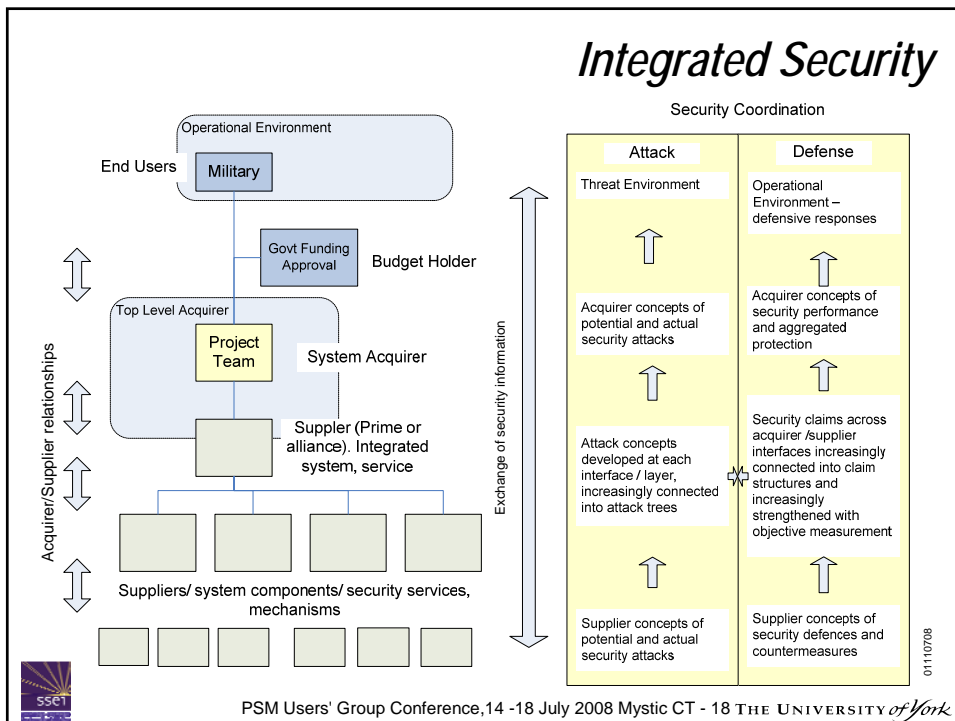 Integrated Security
Operational Environment
End Users
Military
Govt Funding
Approval
Budget Holder
Top Level Acquirer
Project
Team
System Acquirer
Suppler (Prime or
alliance). Integrated
system, service
Suppliers/ system components/ security services,
mechanisms
Acquirer/Supplier relationships
Exchange of security information
Security Coordination
Attack
Threat Environment
Acquirer concepts of
potential and actual
security attacks
Attack concepts
developed at each
interface / layer,
increasingly connected
into attack trees
Supplier concepts of
potential and actual
security attacks
Defense
Operational
Environment –
defensive responses
Acquirer concepts of
security performance
and aggregated
protection
Security claims across
acquirer /supplier
interfaces increasingly
connected into claim
structures and
increasingly
strengthened with
objective measurement
Supplier concepts of
security defences and
countermeasures
01110708
ssei
PSM Users' Group Conference,14 -18 July 2008 Mystic CT - 18 THE UNIVERSITY of York